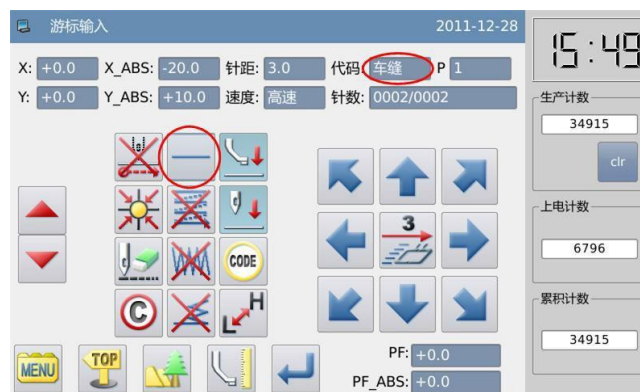 游标输入 2011-12-28
X: +0.0 X_ABS: -20.0 针距: 3.0 代码: 车缝 P 1
Y: +0.0 Y_ABS: +10.0 速度: 高速 针数: 0002/0002
15:49
生产计数
34915
clr
上电计数
6796
累积计数
34915
3
CODE
C
L H
MENU
TOP
PF: +0.0
PF_ABS: +0.0